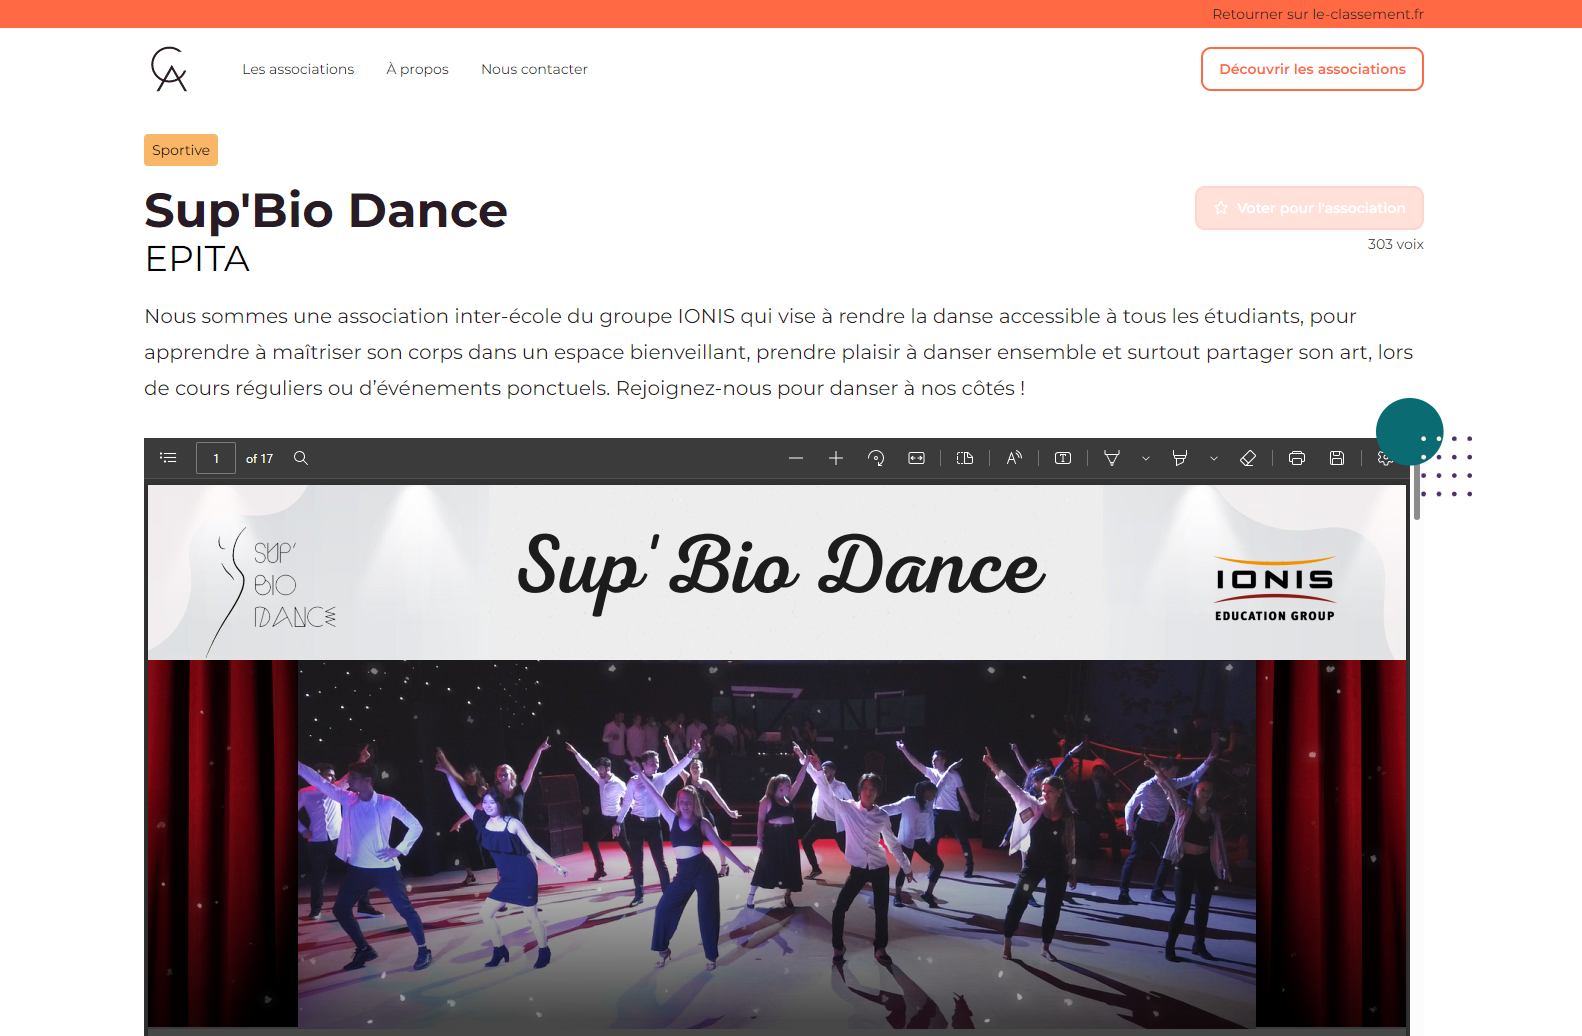 Retourner sur le-classement.fr
CA
Les associations
À propos
Nous contacter
Découvrir les associations
Sportive
Sup'Bio Dance
EPITA
Voter pour l'association
303 voix
Nous sommes une association inter-école du groupe IONIS qui vise à rendre la danse accessible à tous les étudiants, pour
apprendre à maîtriser son corps dans un espace bienveillant, prendre plaisir à danser ensemble et surtout partager son art, lors
de cours réguliers ou d’événements ponctuels. Rejoignez-nous pour danser à nos côtés !
1 of 17
SUP'
BIO
DANCE
Sup' Bio Dance
IONIS
EDUCATION GROUP